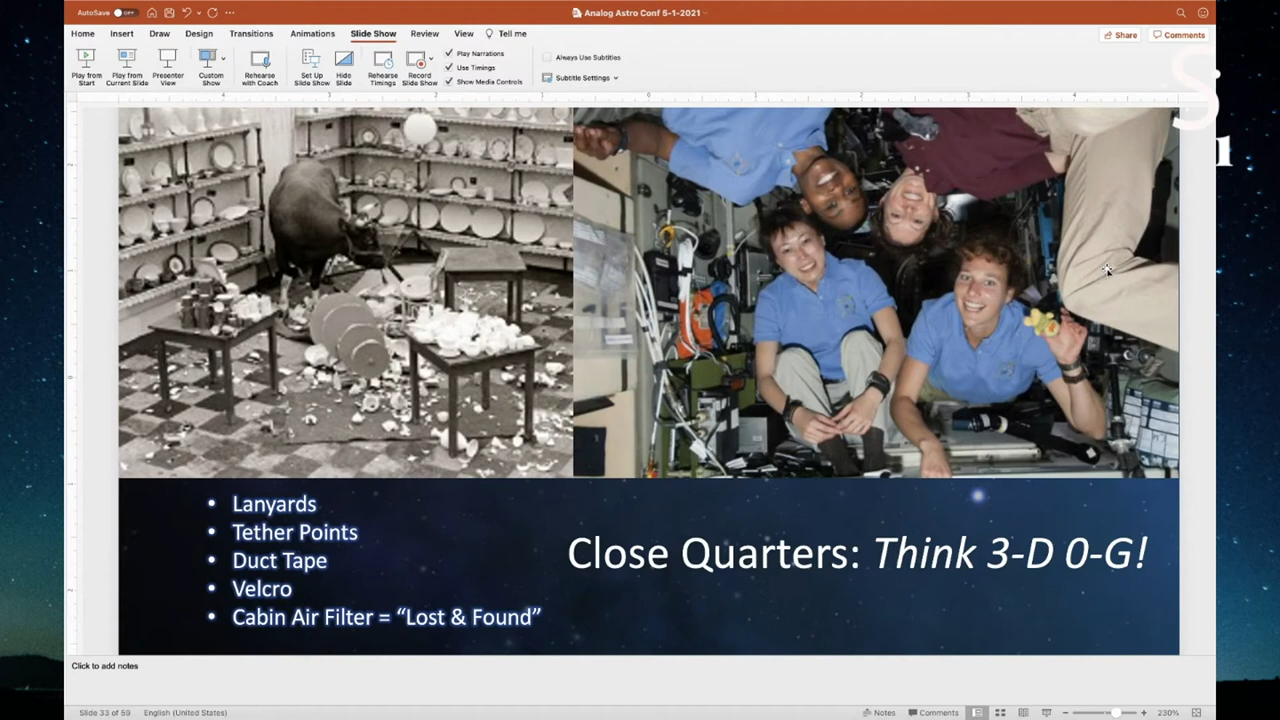 AutoSave OFF
Analog Astro Conf 5-1-2021
Home Insert Draw Design Transitions Animations Slide Show Review View Tell me
Share Comments
Play from Start
Play from Current Slide
Presenter View
Custom Show
Rehearse with Coach
Set Up Slide Show
Hide Slide
Rehearse Timings
Record Slide Show
Play Narrations
Use Timings
Show Media Controls
Always Use Subtitles
Subtitle Settings
• Lanyards
• Tether Points
• Duct Tape
• Velcro
• Cabin Air Filter = “Lost & Found”
Close Quarters: Think 3-D 0-G!
Click to add notes
Slide 33 of 59 English (United States) Notes Comments 230%